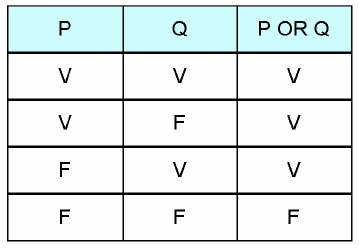 P Q P OR Q
V V V
V F V
F V V
F F F